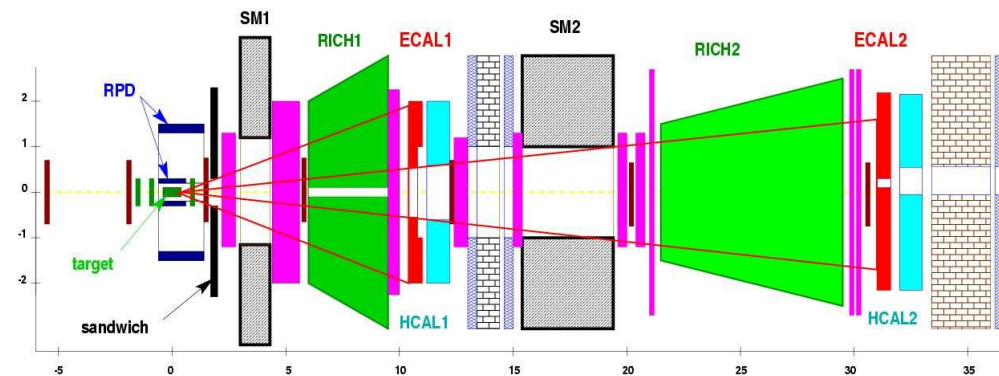 SM1
RICH1
ECAL1
SM2
RICH2
ECAL2
RPD
2
1
0
-1
-2
target
sandwich
HCAL1
HCAL2
-5
0
5
10
15
20
25
30
35